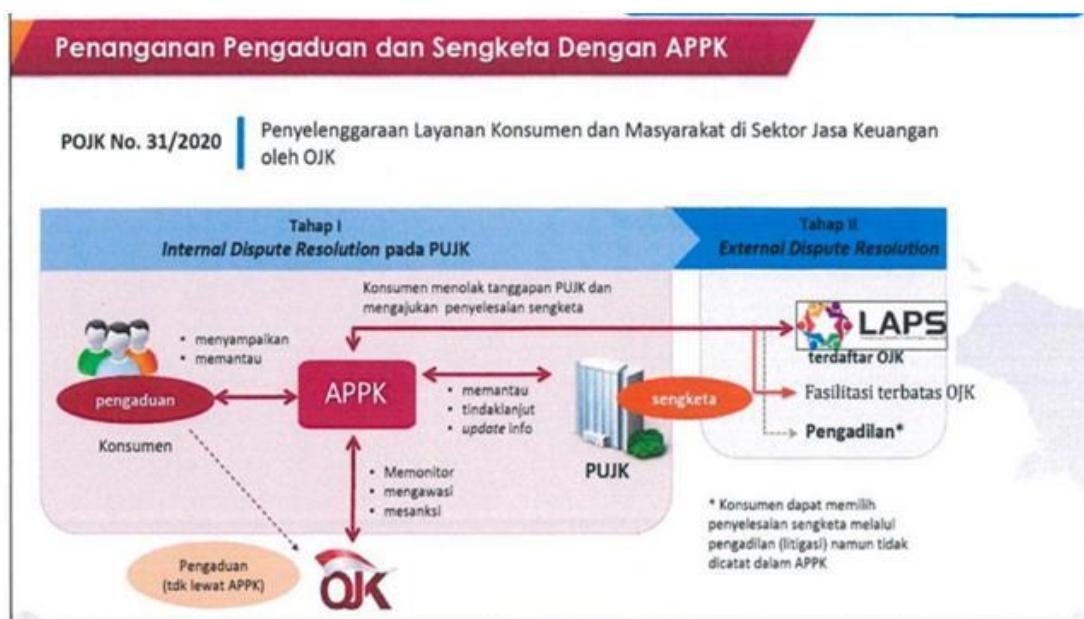 Penanganan Pengaduan dan Sengketa Dengan APPK
POJK No. 31/2020
Penyelenggaraan Layanan Konsumen dan Masyarakat di Sektor Jasa Keuangan
oleh OJK
Tahap I
Internal Dispute Resolution pada PUJK
Tahap II
External Dispute Resolution
Konsumen menolak tanggapan PUJK dan
mengajukan penyelesaian sengketa
• menyampaikan
• memantau
pengaduan
Konsumen
APPK
• memantau
• tindaklanjut
• update info
PUJK
sengketa
LAPS
terdaftar OJK
Fasilitasi terbatas OJK
Pengadilan*
• Memonitor
• mengawasi
• mesanksi
Pengaduan
(tdk lewat APPK)
OJK
* Konsumen dapat memilih
penyelesaian sengketa melalui
pengadilan (litigasi) namun tidak
dicatat dalam APPK